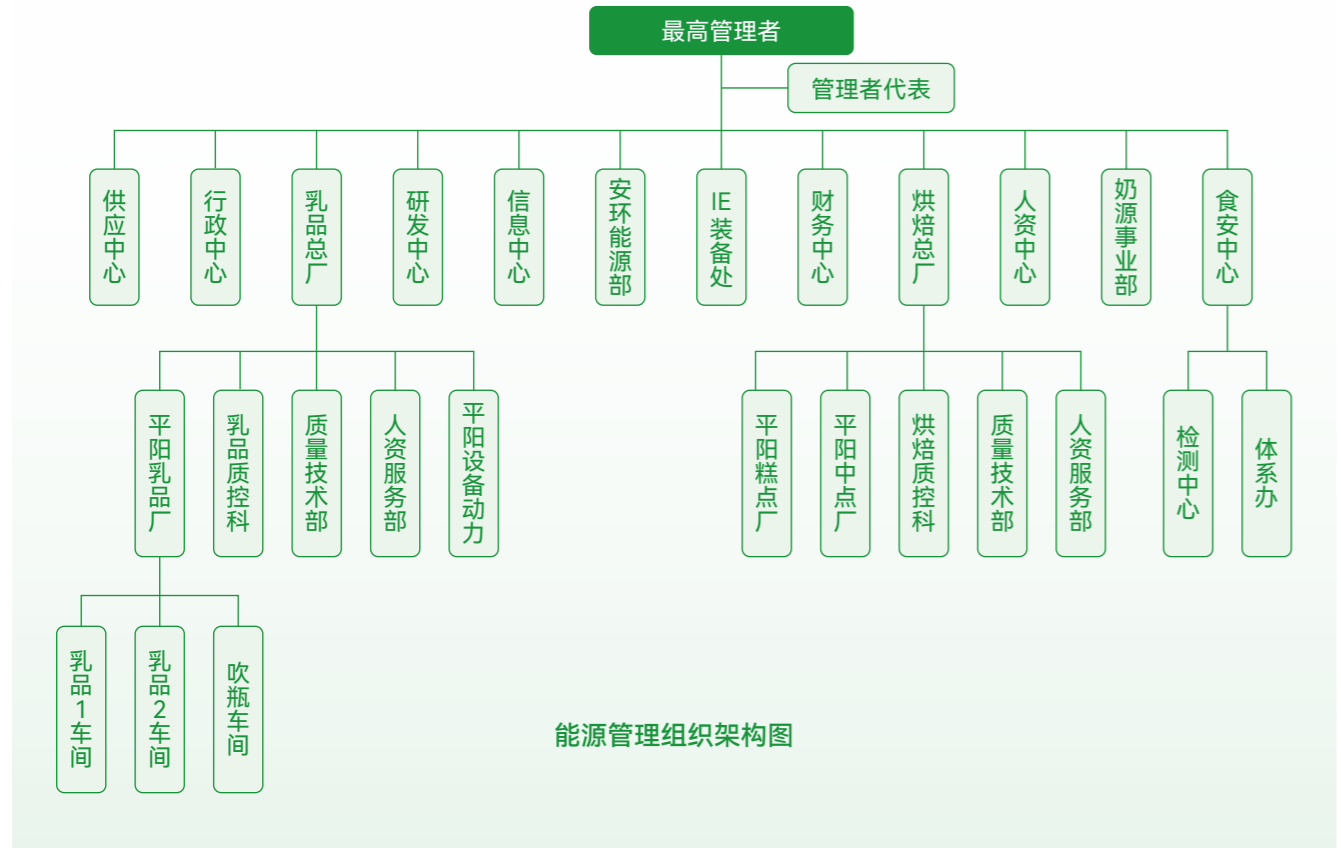 最高管理者
管理者代表
供应中心
行政中心
乳品总厂
研发中心
信息中心
安环能源部
IE装备处
财务中心
烘焙总厂
人资中心
奶源事业部
食安中心
平阳乳品厂
乳品质控科
质量技术部
人资服务部
平阳设备动力
平阳糕点厂
平阳中点厂
烘焙质控科
质量技术部
人资服务部
检测中心
体系办
乳品1车间
乳品2车间
吹瓶车间
能源管理组织架构图